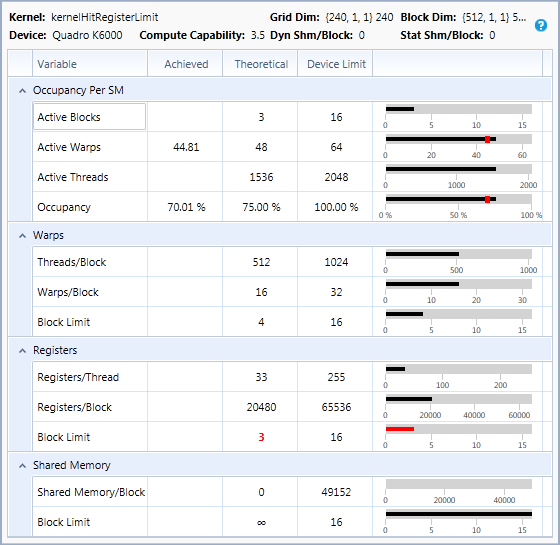 Kernel: kernelHitRegisterLimit Grid Dim: {240, 1, 1} 240 Block Dim: {512, 1, 1} 5...
Device: Quadro K6000 Compute Capability: 3.5 Dyn Shm/Block: 0 Stat Shm/Block: 0
?
Variable Achieved Theoretical Device Limit
Occupancy Per SM
Active Blocks 3 16
0 5 10 15
Active Warps 44.81 48 64
0 20 40 60
Active Threads 1536 2048
0 1000 2000
Occupancy 70.01 % 75.00 % 100.00 %
0 % 50 % 100 %
Warps
Threads/Block 512 1024
0 500 1000
Warps/Block 16 32
0 10 20 30
Block Limit 4 16
0 5 10 15
Registers
Registers/Thread 33 255
0 100 200
Registers/Block 20480 65536
0 20000 40000 60000
Block Limit 3 16
0 5 10 15
Shared Memory
Shared Memory/Block 0 49152
0 20000 40000
Block Limit ∞ 16
0 5 10 15